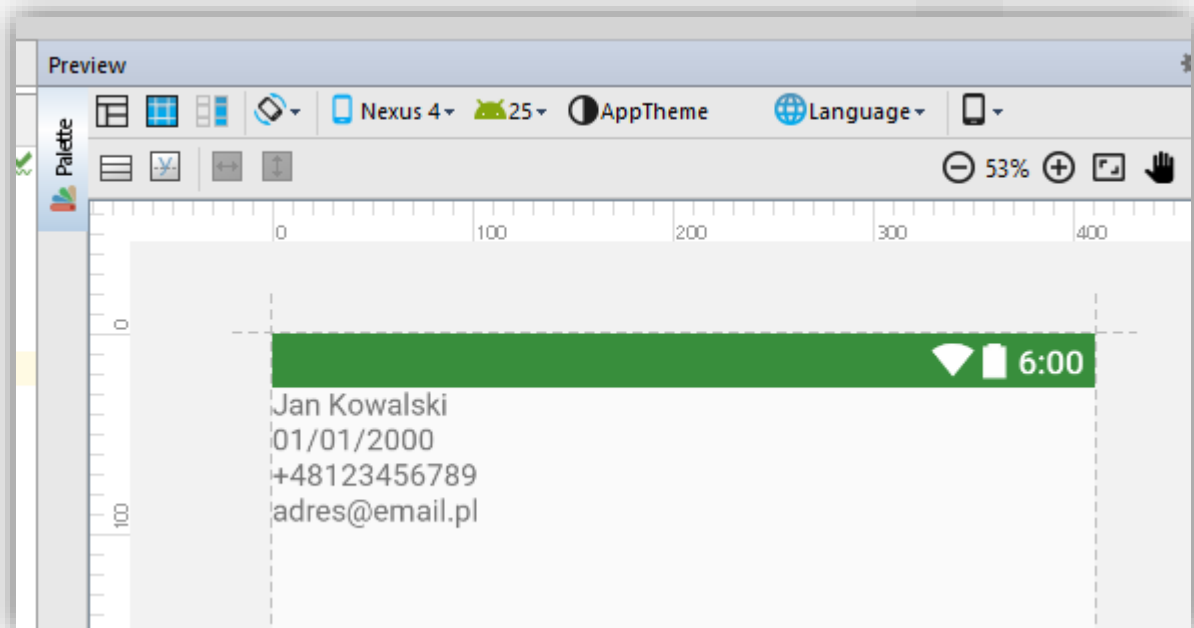 Preview
Palette
Nexus 4 25 AppTheme Language
53%
0 100 200 300 400
0
6:00
Jan Kowalski
01/01/2000
+48123456789
adres@email.pl
100